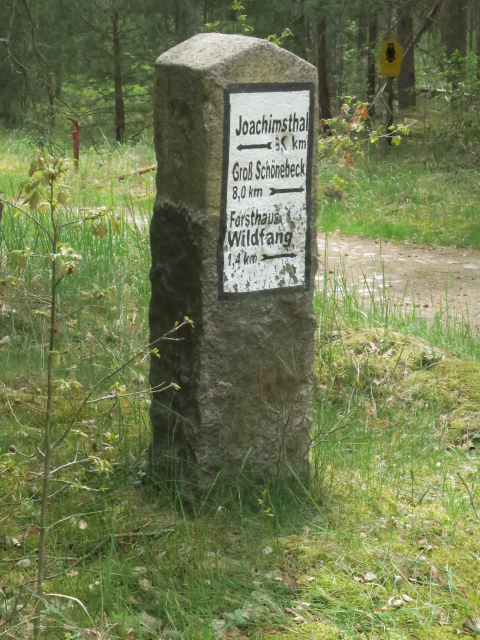 Joachimsthal
km
Groß Schönebeck
8,0 km
Forsthaus
Wildfang
1,4 km